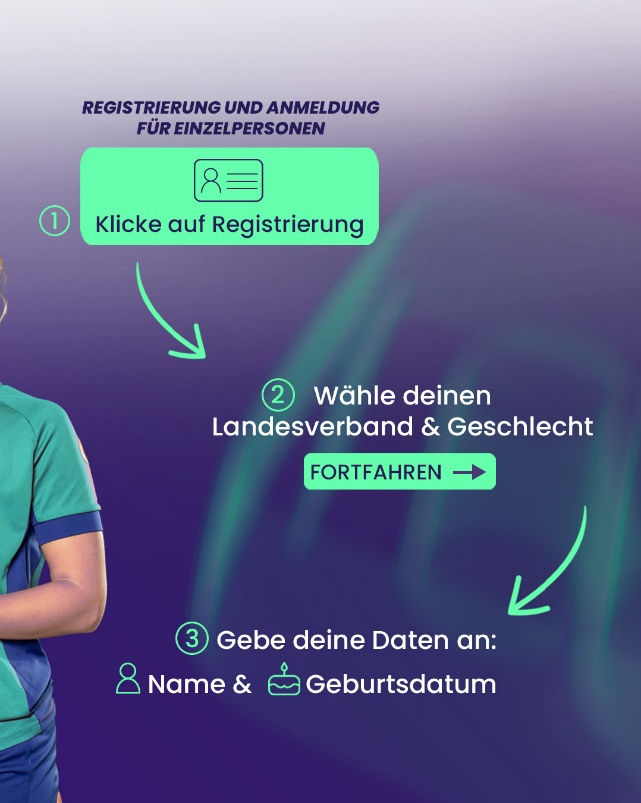 REGISTRIERUNG UND ANMELDUNG
FÜR EINZELPERSONEN
1 Klicke auf Registrierung
2 Wähle deinen
Landesverband & Geschlecht
FORTFAHREN
3 Gebe deine Daten an:
Name & Geburtsdatum